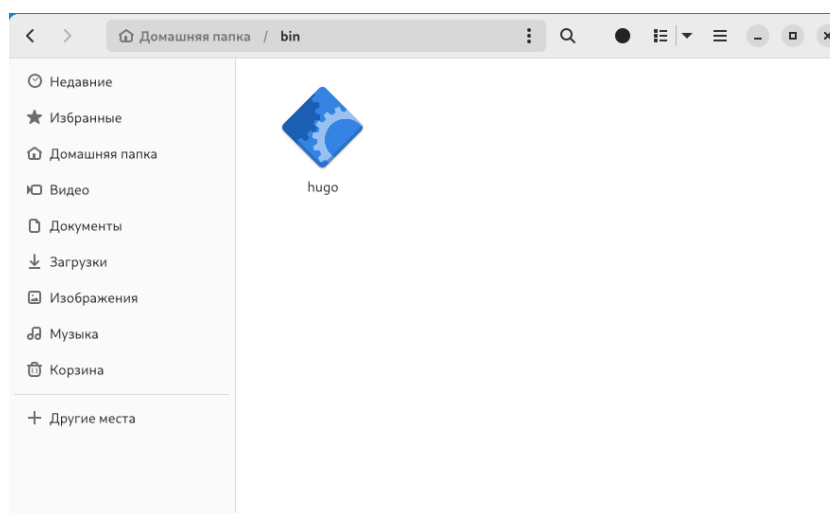 Домашняя папка / bin
Недавние
Избранные
Домашняя папка
Видео
Документы
Загрузки
Изображения
Музыка
Корзина
Другие места
hugo